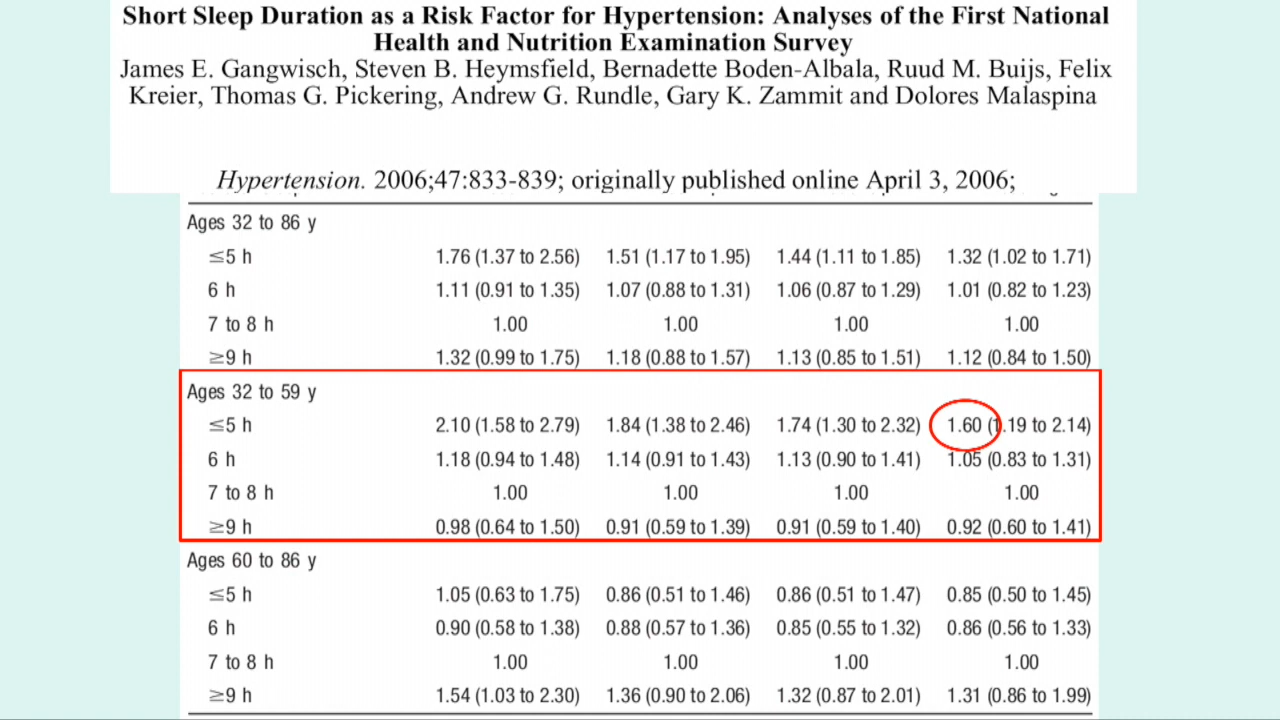 Short Sleep Duration as a Risk Factor for Hypertension: Analyses of the First National
Health and Nutrition Examination Survey
James E. Gangwisch, Steven B. Heymsfield, Bernadette Boden-Albala, Ruud M. Buijs, Felix
Kreier, Thomas G. Pickering, Andrew G. Rundle, Gary K. Zammit and Dolores Malaspina
Hypertension. 2006;47:833-839; originally published online April 3, 2006;
Ages 32 to 86 y
≤5 h 1.76 (1.37 to 2.56) 1.51 (1.17 to 1.95) 1.44 (1.11 to 1.85) 1.32 (1.02 to 1.71)
6 h 1.11 (0.91 to 1.35) 1.07 (0.88 to 1.31) 1.06 (0.87 to 1.29) 1.01 (0.82 to 1.23)
7 to 8 h 1.00 1.00 1.00 1.00
≥9 h 1.32 (0.99 to 1.75) 1.18 (0.88 to 1.57) 1.13 (0.85 to 1.51) 1.12 (0.84 to 1.50)
Ages 32 to 59 y
≤5 h 2.10 (1.58 to 2.79) 1.84 (1.38 to 2.46) 1.74 (1.30 to 2.32) 1.60 (1.19 to 2.14)
6 h 1.18 (0.94 to 1.48) 1.14 (0.91 to 1.43) 1.13 (0.90 to 1.41) 1.05 (0.83 to 1.31)
7 to 8 h 1.00 1.00 1.00 1.00
≥9 h 0.98 (0.64 to 1.50) 0.91 (0.59 to 1.39) 0.91 (0.59 to 1.40) 0.92 (0.60 to 1.41)
Ages 60 to 86 y
≤5 h 1.05 (0.63 to 1.75) 0.86 (0.51 to 1.46) 0.86 (0.51 to 1.47) 0.85 (0.50 to 1.45)
6 h 0.90 (0.58 to 1.38) 0.88 (0.57 to 1.36) 0.85 (0.55 to 1.32) 0.86 (0.56 to 1.33)
7 to 8 h 1.00 1.00 1.00 1.00
≥9 h 1.54 (1.03 to 2.30) 1.36 (0.90 to 2.06) 1.32 (0.87 to 2.01) 1.31 (0.86 to 1.99)